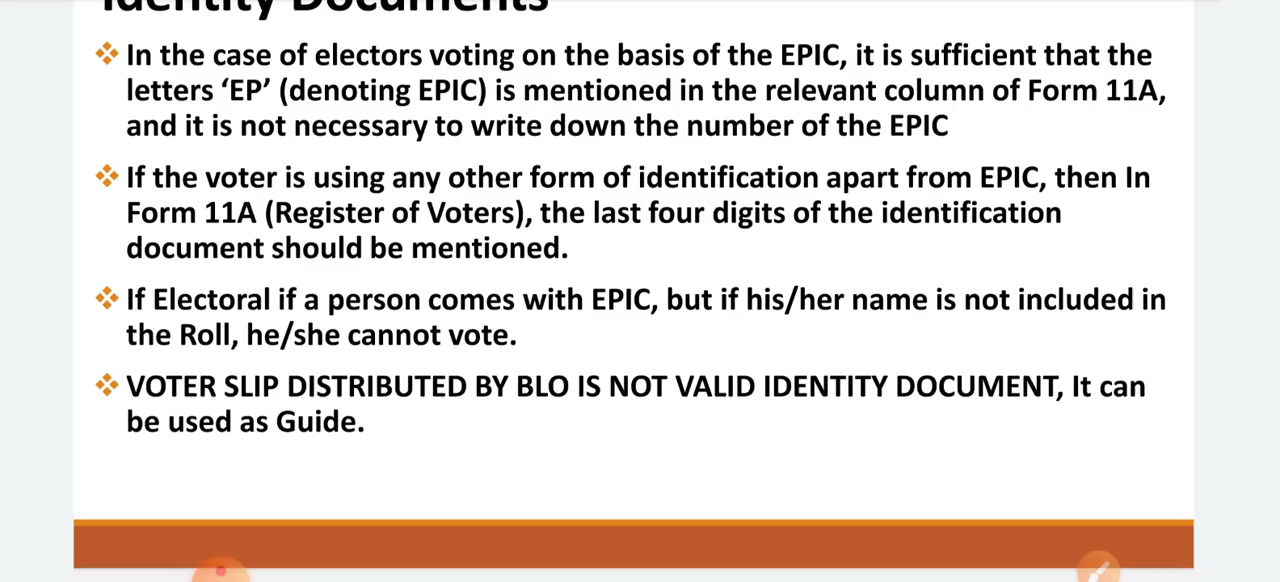 Identity Documents
In the case of electors voting on the basis of the EPIC, it is sufficient that the
letters ‘EP’ (denoting EPIC) is mentioned in the relevant column of Form 11A,
and it is not necessary to write down the number of the EPIC
If the voter is using any other form of identification apart from EPIC, then In
Form 11A (Register of Voters), the last four digits of the identification
document should be mentioned.
If Electoral if a person comes with EPIC, but if his/her name is not included in
the Roll, he/she cannot vote.
VOTER SLIP DISTRIBUTED BY BLO IS NOT VALID IDENTITY DOCUMENT, It can
be used as Guide.